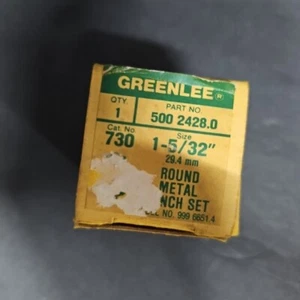 GREENLEE®
QTY. PART NO.
1 500 2428.0
Cat. No. Size
730 1-5/32"
29.4 mm
ROUND
METAL
NCH SET
NO. 999 6651.4